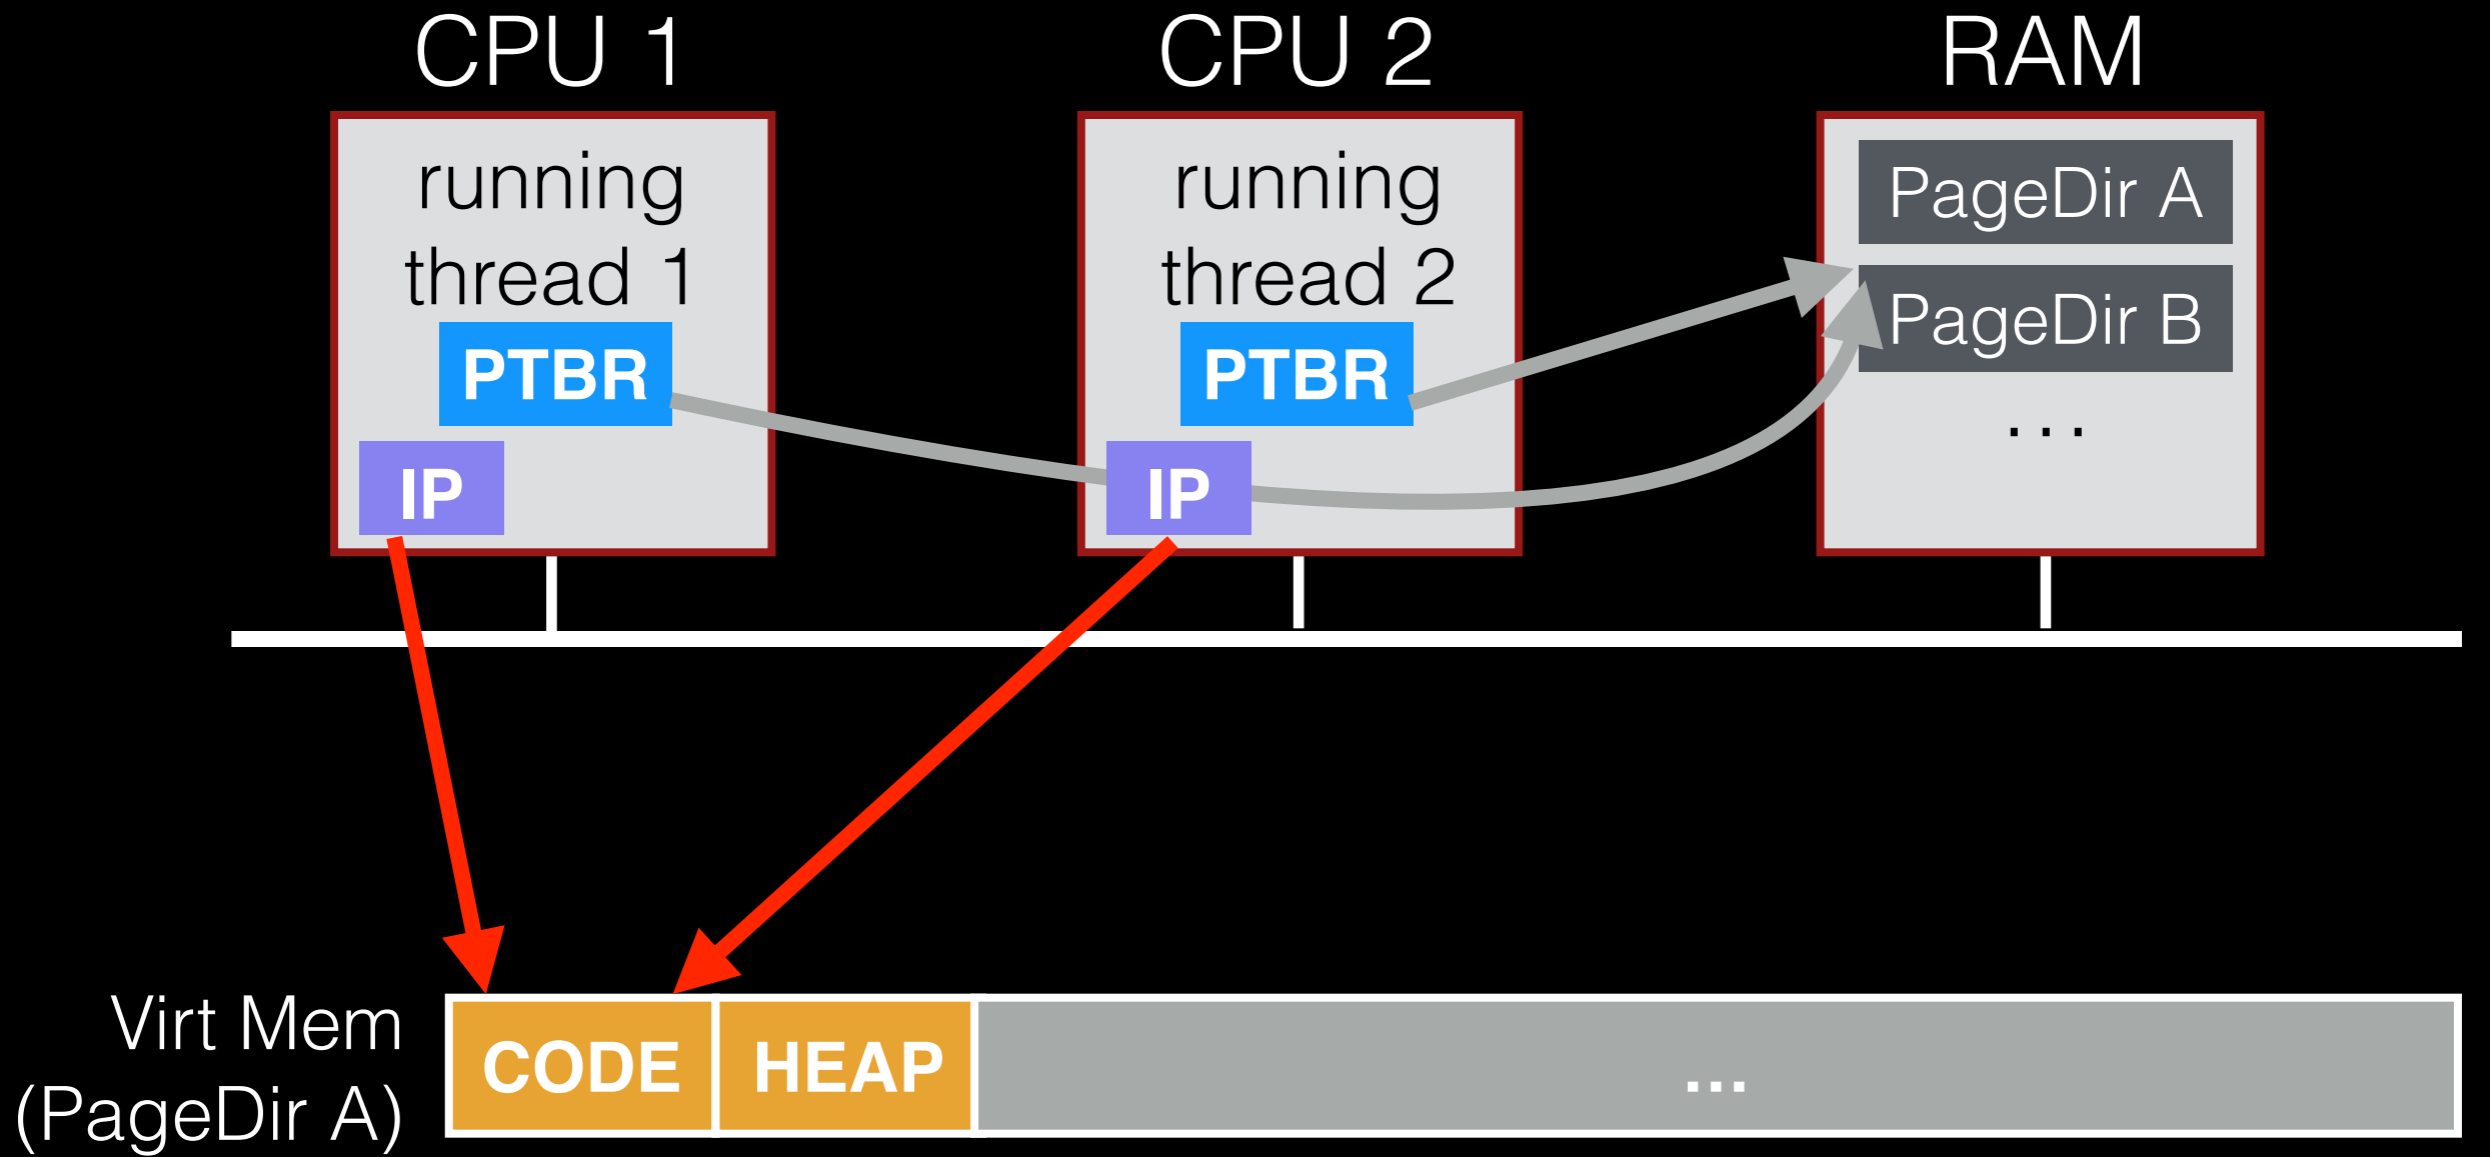 CPU 1
CPU 2
RAM
running
thread 1
PTBR
IP
running
thread 2
PTBR
IP
PageDir A
PageDir B
...
Virt Mem
(PageDir A)
CODE
HEAP
...